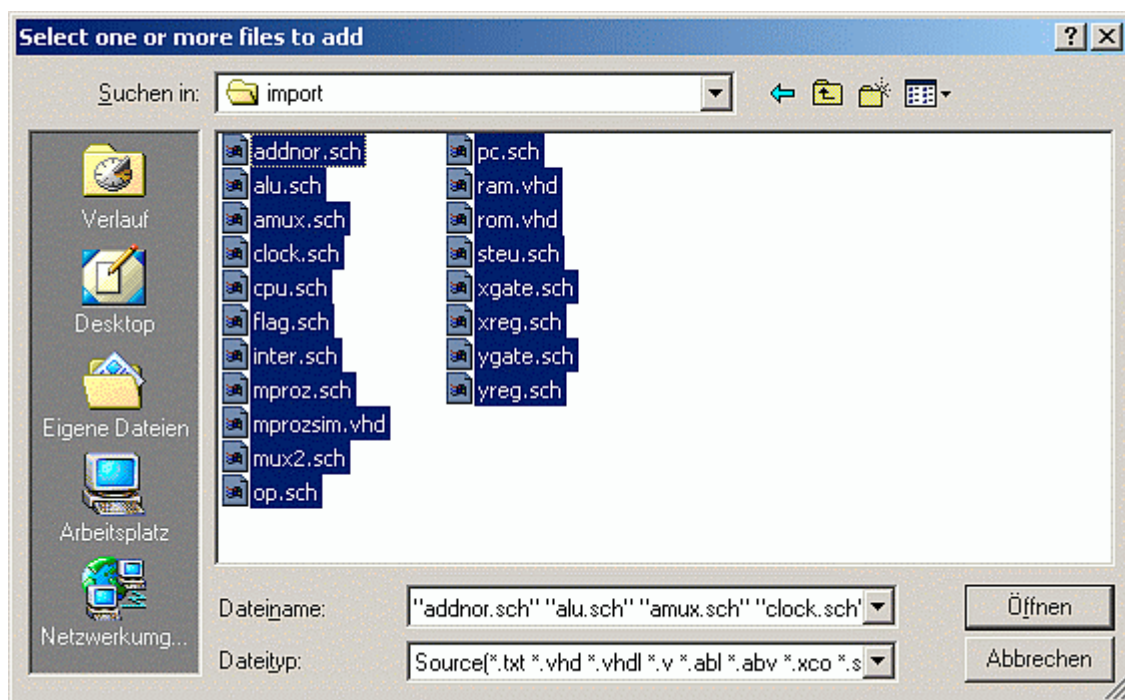 Select one or more files to add
Suchen in: import
Verlauf
Desktop
Eigene Dateien
Arbeitsplatz
Netzwerkumg...
addnor.sch
alu.sch
amux.sch
clock.sch
cpu.sch
flag.sch
inter.sch
mproz.sch
mprozsim.vhd
mux2.sch
op.sch
pc.sch
ram.vhd
rom.vhd
steu.sch
xgate.sch
xreg.sch
ygate.sch
yreg.sch
Dateiname: "addnor.sch" "alu.sch" "amux.sch" "clock.sch" Öffnen
Dateityp: Source(*.txt *.vhd *.vhdl *.v *.abl *.abv *.xco *.s Abbrechen